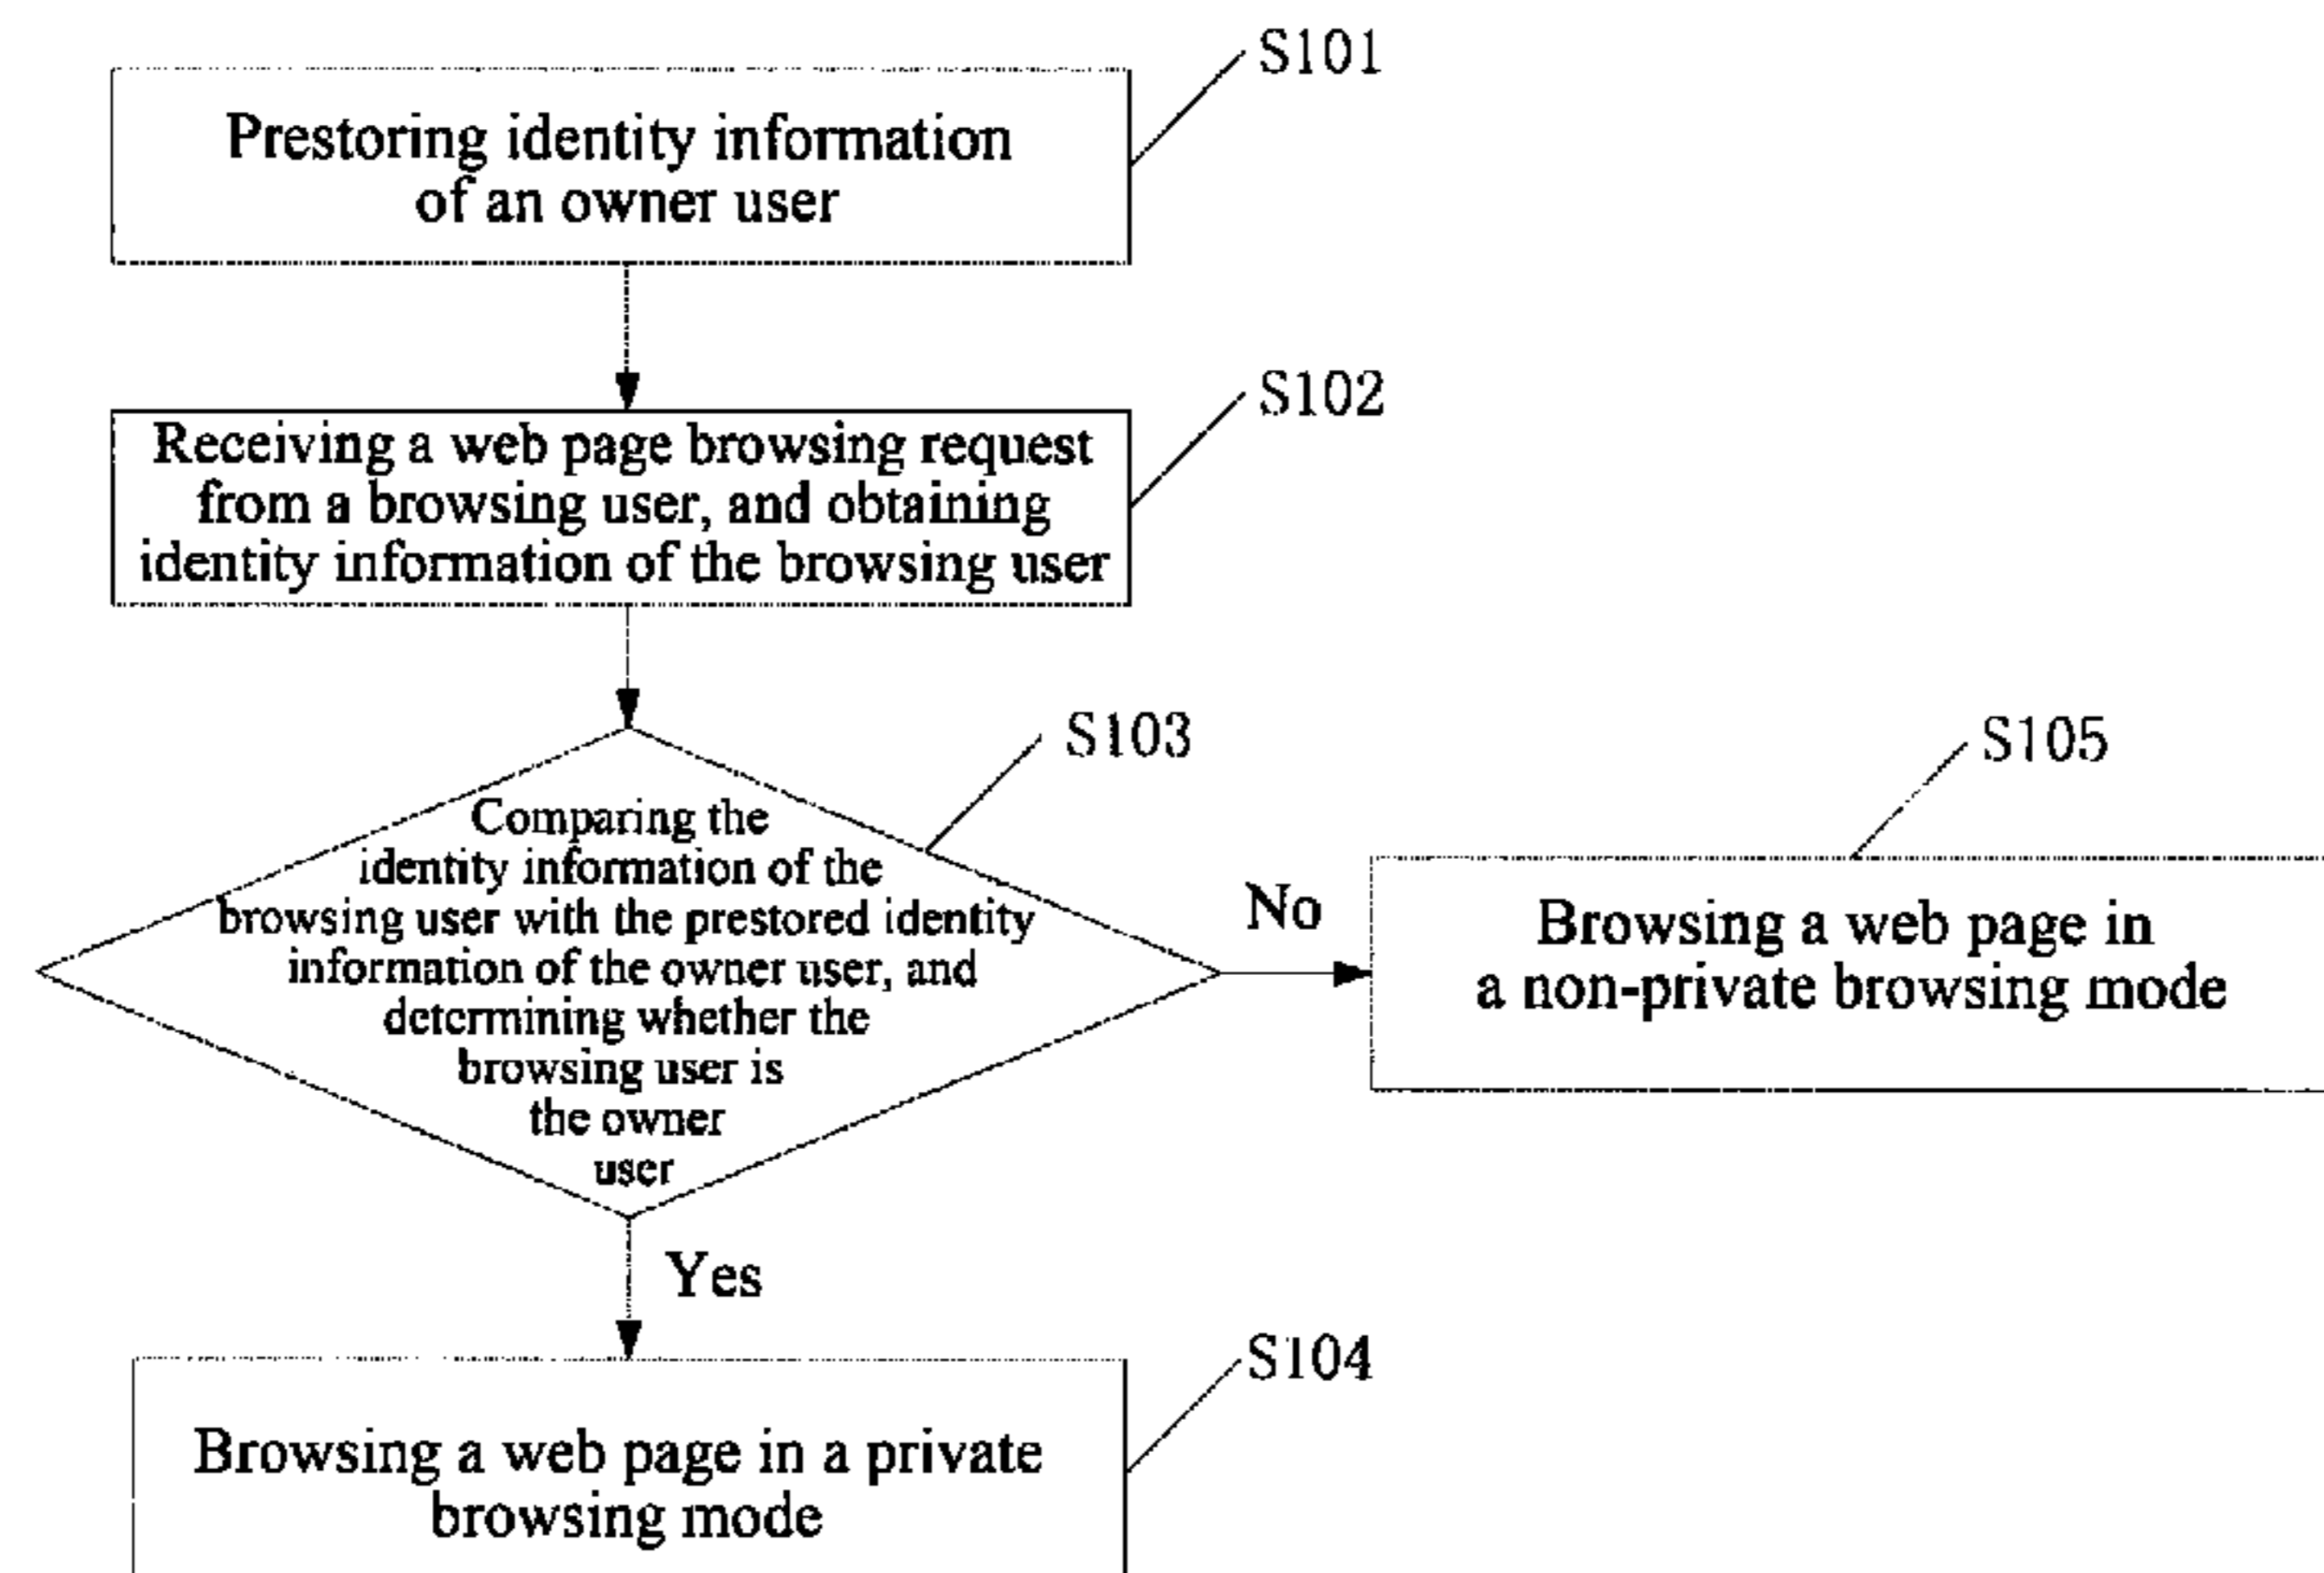 S101
Prestoring identity information
of an owner user
S102
Receiving a web page browsing request
from a browsing user, and obtaining
identity information of the browsing user
S103
Comparing the
identity information of the
browsing user with the prestored identity
information of the owner user, and
determining whether the
browsing user is
the owner
user
No
S105
Browsing a web page in
a non-private browsing mode
Yes
S104
Browsing a web page in a private
browsing mode